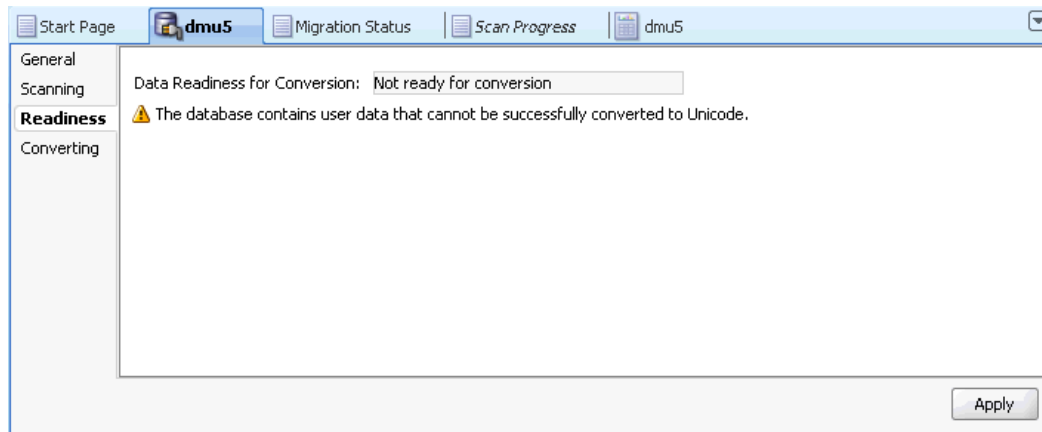 Start Page dmu5 Migration Status Scan Progress dmu5
General
Scanning
Readiness
Converting
Data Readiness for Conversion: Not ready for conversion
The database contains user data that cannot be successfully converted to Unicode.
Apply